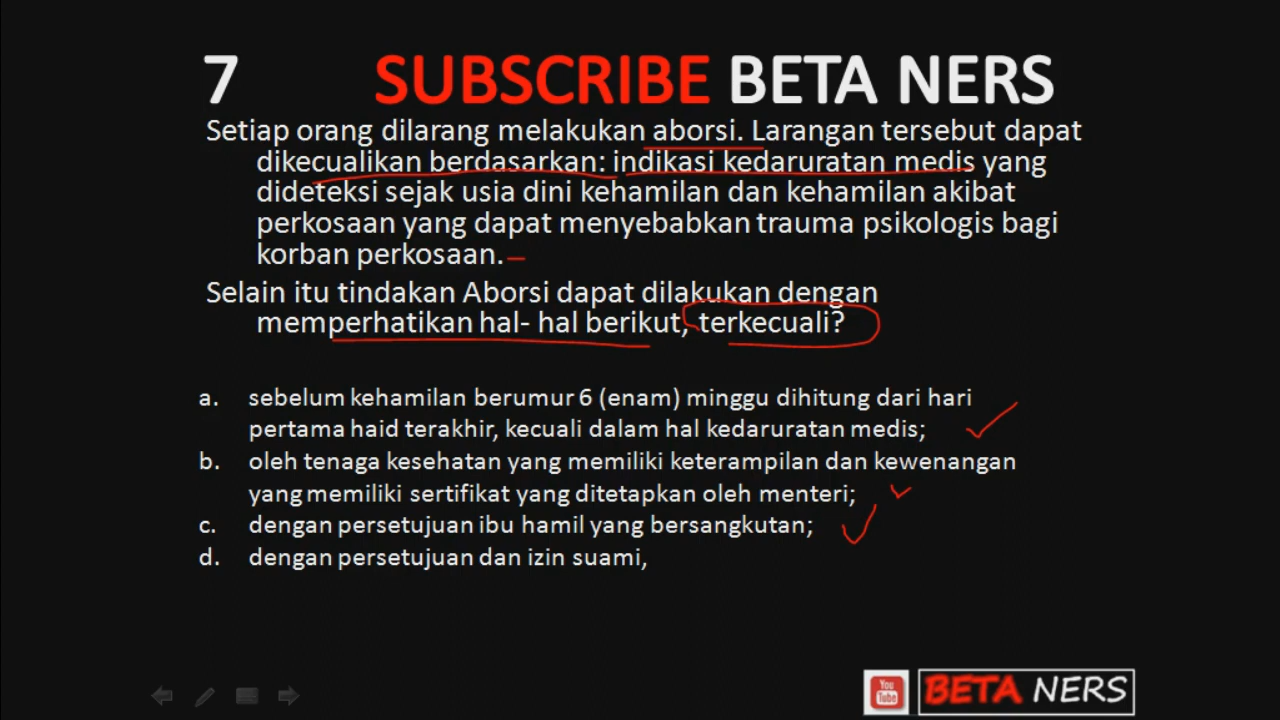 7 SUBSCRIBE BETA NERS
Setiap orang dilarang melakukan aborsi. Larangan tersebut dapat
dikecualikan berdasarkan: indikasi kedaruratan medis yang
dideteksi sejak usia dini kehamilan dan kehamilan akibat
perkosaan yang dapat menyebabkan trauma psikologis bagi
korban perkosaan.
Selain itu tindakan Aborsi dapat dilakukan dengan
memperhatikan hal- hal berikut, terkecuali?
a. sebelum kehamilan berumur 6 (enam) minggu dihitung dari hari
pertama haid terakhir, kecuali dalam hal kedaruratan medis;
b. oleh tenaga kesehatan yang memiliki keterampilan dan kewenangan
yang memiliki sertifikat yang ditetapkan oleh menteri;
c. dengan persetujuan ibu hamil yang bersangkutan;
d. dengan persetujuan dan izin suami,
You
Tube
BETA NERS